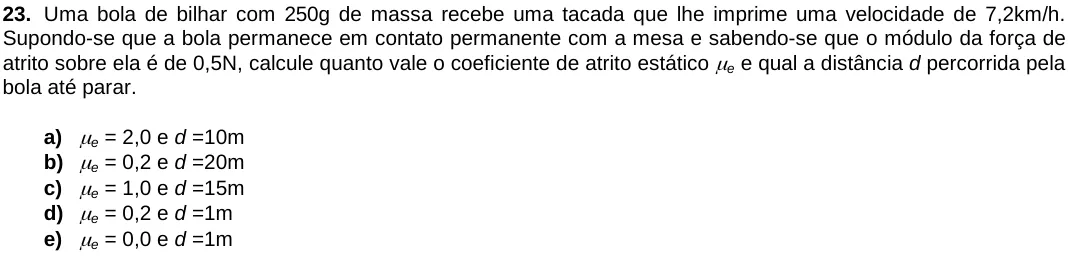 23. Uma bola de bilhar com 250g de massa recebe uma tacada que lhe imprime uma velocidade de 7,2km/h.
Supondo-se que a bola permanece em contato permanente com a mesa e sabendo-se que o módulo da força de
atrito sobre ela é de 0,5N, calcule quanto vale o coeficiente de atrito estático μₑ e qual a distância d percorrida pela
bola até parar.
a) μₑ = 2,0 e d =10m
b) μₑ = 0,2 e d =20m
c) μₑ = 1,0 e d =15m
d) μₑ = 0,2 e d =1m
e) μₑ = 0,0 e d =1m